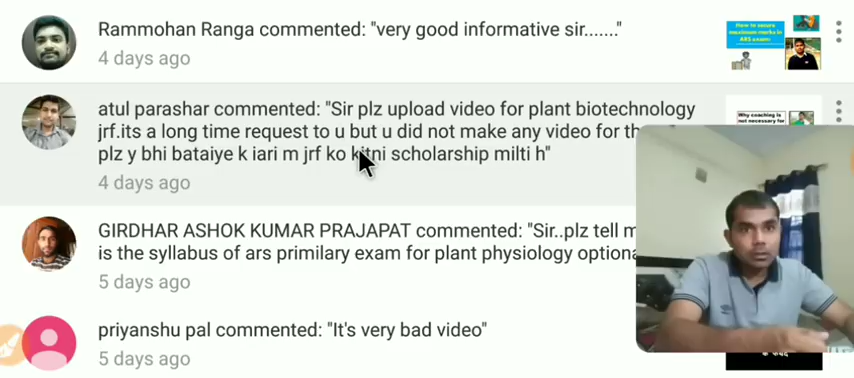 Rammohan Ranga commented: "very good informative sir......."
4 days ago
How to secure
maximum marks in
ARS exam:
atul parashar commented: "Sir plz upload video for plant biotechnology
jrf.its a long time request to u but u did not make any video for
plz y bhi bataiye k iari m jrf ko kitni scholarship milti h"
4 days ago
Why coaching is
not necessary for
GIRDHAR ASHOK KUMAR PRAJAPAT commented: "Sir..plz tell
is the syllabus of ars primilary exam for plant physiology
5 days ago
priyanshu pal commented: "It's very bad video"
5 days ago